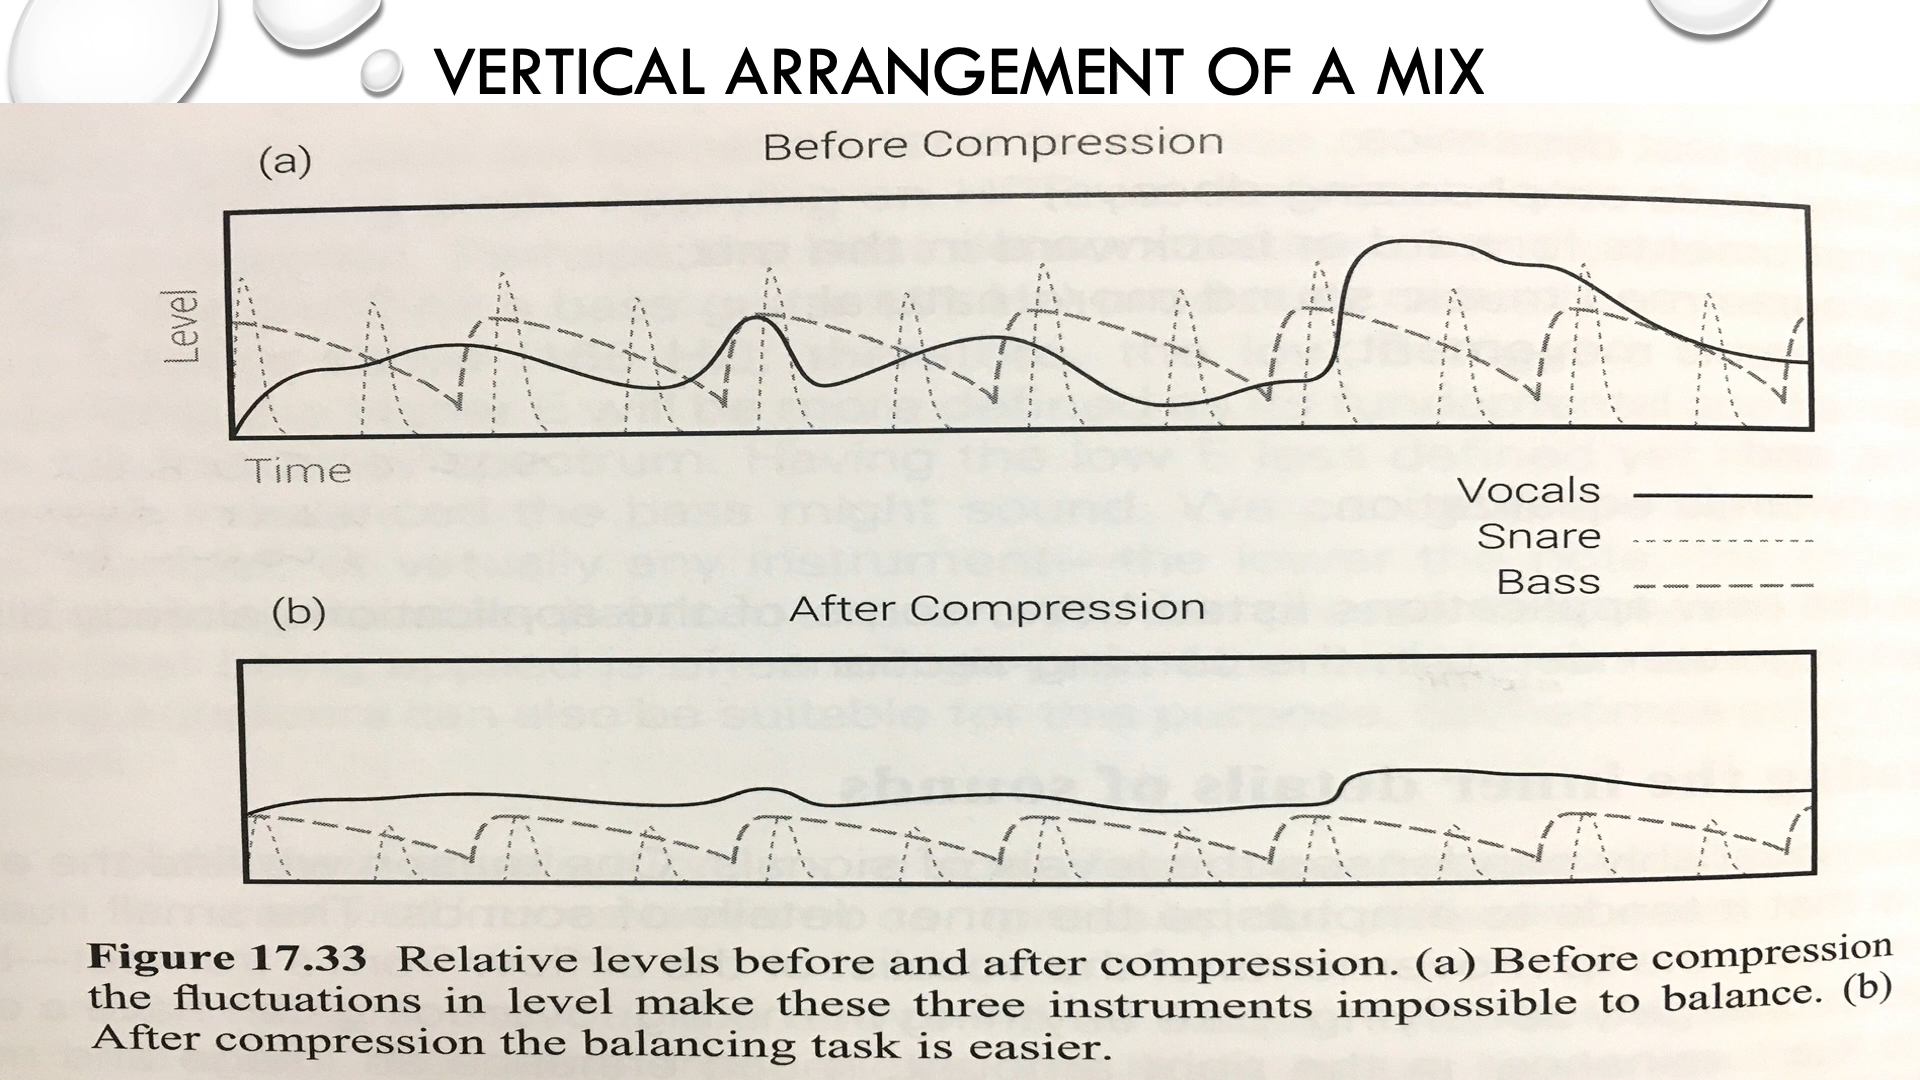 VERTICAL ARRANGEMENT OF A MIX
(a)
Before Compression
Level
Time
Vocals
Snare
Bass
(b)
After Compression
Figure 17.33 Relative levels before and after compression. (a) Before compression
the fluctuations in level make these three instruments impossible to balance. (b)
After compression the balancing task is easier.